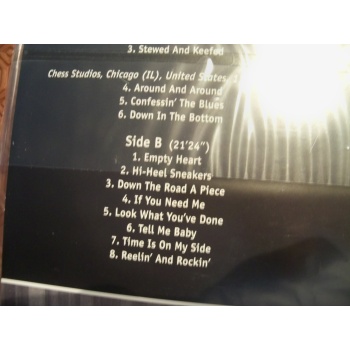 3. Stewed And Keefed
Chess Studios, Chicago (IL), United States,
4. Around And Around
5. Confessin' The Blues
6. Down In The Bottom
Side B (21'24")
1. Empty Heart
2. Hi-Heel Sneakers
3. Down The Road A Piece
4. If You Need Me
5. Look What You've Done
6. Tell Me Baby
7. Time Is On My Side
8. Reelin' And Rockin'